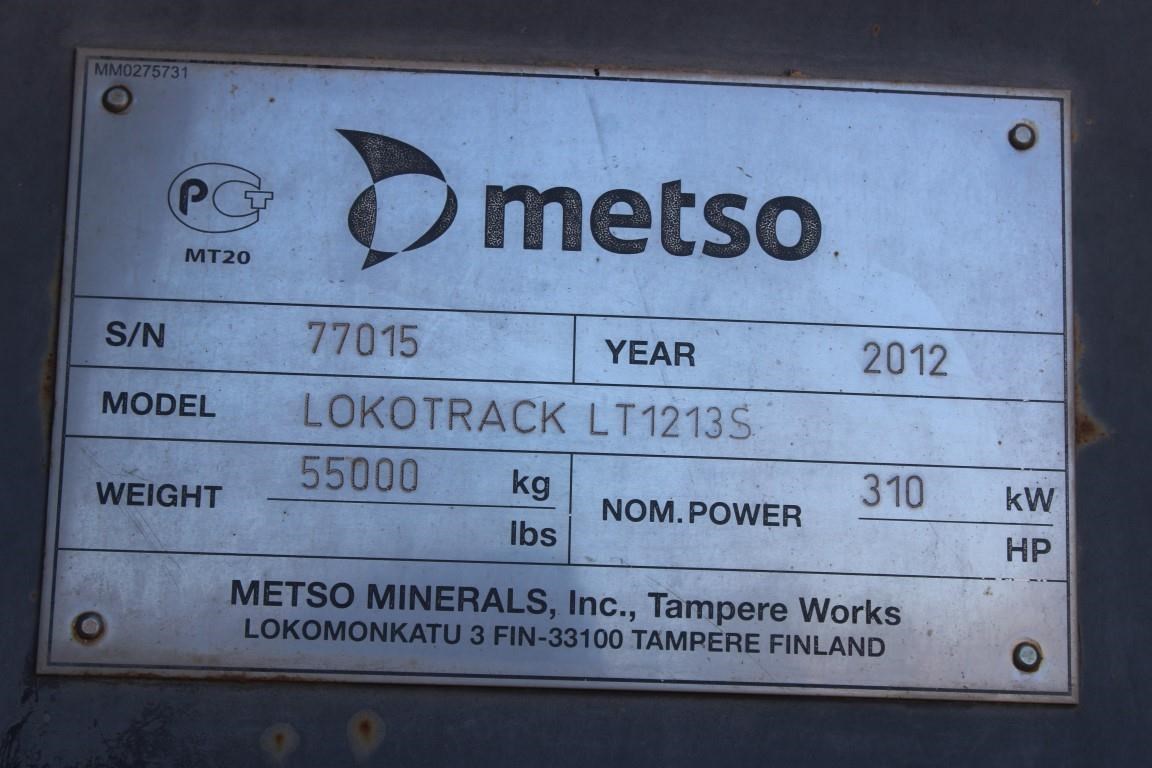 MM0275731
PCT
MT20
metso
S/N 77015 YEAR 2012
MODEL LOKOTRACK LT1213S
WEIGHT 55000 kg NOM. POWER 310 kW
lbs HP
METSO MINERALS, Inc., Tampere Works
LOKOMONKATU 3 FIN-33100 TAMPERE FINLAND